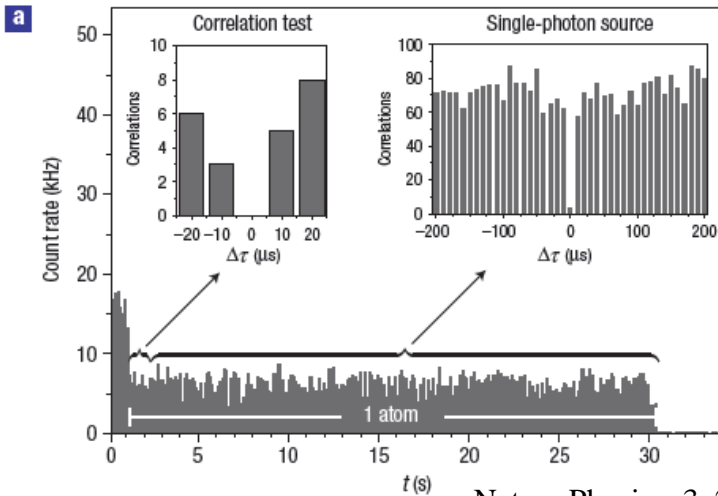 a
Correlation test
Single-photon source
Correlations
10
8
6
4
2
0
−20 −10 0 10 20
Δτ (μs)
Correlations
100
80
60
40
20
0
−200 −100 0 100 200
Δτ (μs)
Count rate (kHz)
50
40
30
20
10
0
1 atom
0 5 10 15 20 25 30
t (s)
Nature Physics 3